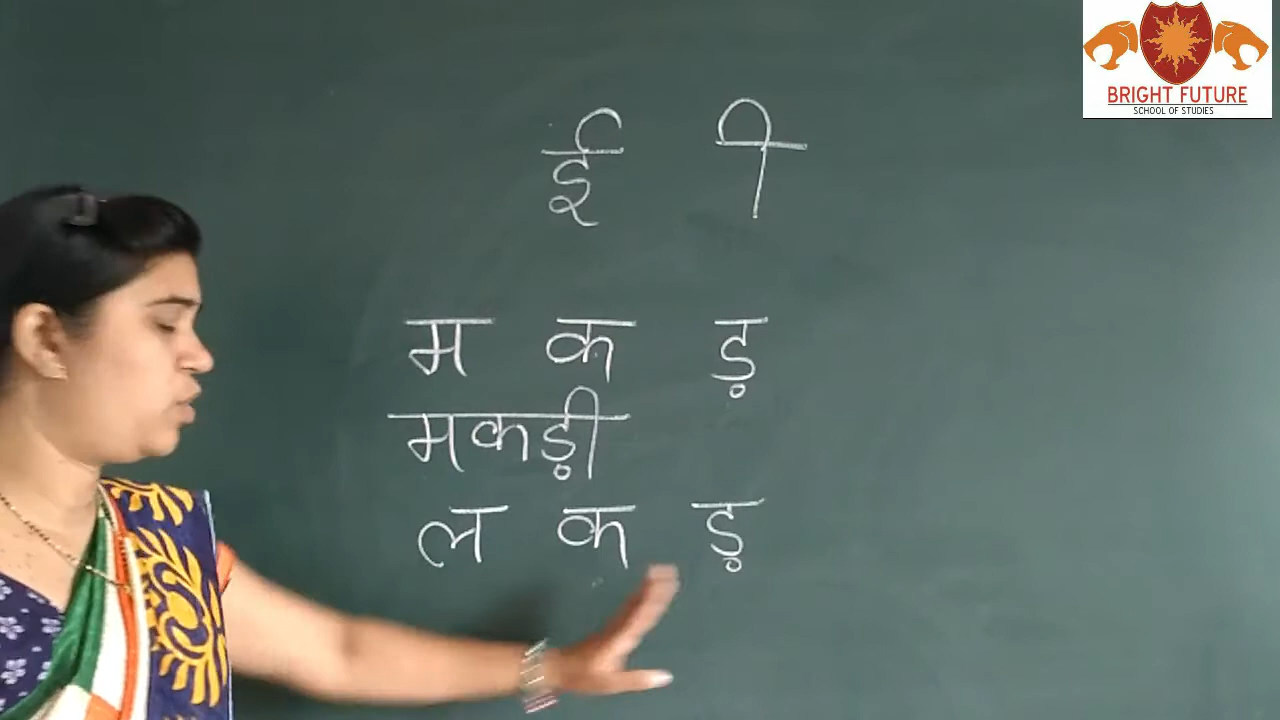 BRIGHT FUTURE
SCHOOL OF STUDIES
ई ी
म क ड़
मकड़ी
ल क ड़